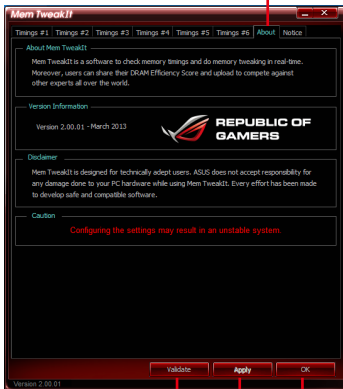 Mem TweakIt
Timings #1 Timings #2 Timings #3 Timings #4 Timings #5 Timings #6 About Notice
About Mem TweakIt
Mem TweakIt is a software to check memory timings and do memory tweaking in real-time.
Moreover, users can share their DRAM Efficiency Score and upload to compete against
other experts all over the world.
Version Information
Version 2.00.01 - March 2013
REPUBLIC OF
GAMERS
Disclaimer
Mem TweakIt is designed for technically adept users. ASUS does not accept responsibility for
any damage done to your PC hardware while using Mem TweakIt. Every effort has been made
to develop safe and compatible software.
Caution
Configuring the settings may result in an unstable system.
Validate Apply OK
Version 2.00.01